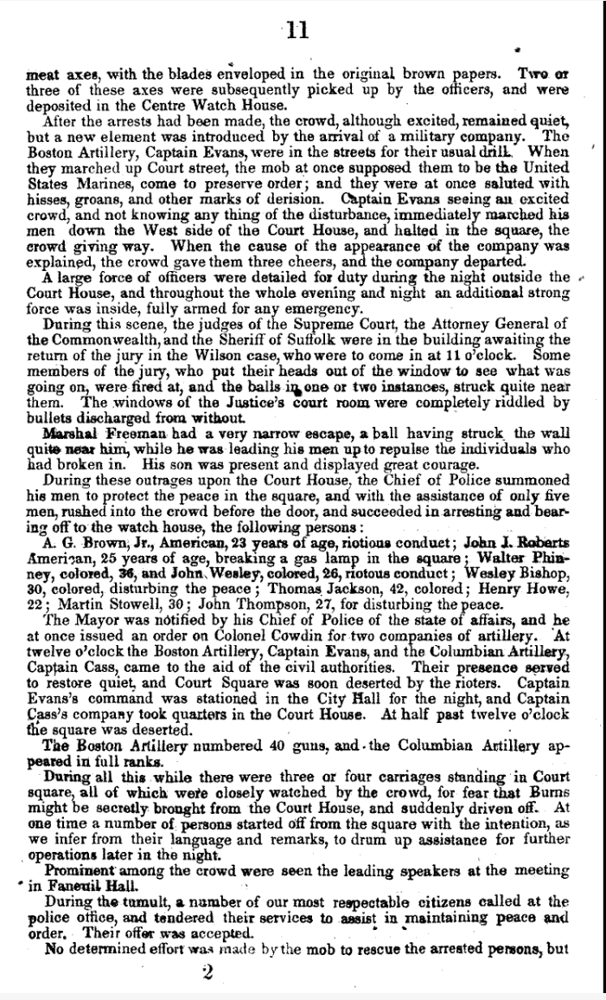 11
meat axes, with the blades enveloped in the original brown papers. Two or
three of these axes were subsequently picked up by the officers, and were
deposited in the Centre Watch House.
After the arrests had been made, the crowd, although excited, remained quiet,
but a new element was introduced by the arrival of a military company. The
Boston Artillery, Captain Evans, were in the streets for their usual drill. When
they marched up Court street, the mob at once supposed them to be the United
States Marines, come to preserve order; and they were at once saluted with
hisses, groans, and other marks of derision. Captain Evans seeing an excited
crowd, and not knowing any thing of the disturbance, immediately marched his
men down the West side of the Court House, and halted in the square, the
crowd giving way. When the cause of the appearance of the company was
explained, the crowd gave them three cheers, and the company departed.
A large force of officers were detailed for duty during the night outside the
Court House, and throughout the whole evening and night an additional strong
force was inside, fully armed for any emergency.
During this scene, the judges of the Supreme Court, the Attorney General of
the Commonwealth, and the Sheriff of Suffolk were in the building awaiting the
return of the jury in the Wilson case, who were to come in at 11 o'clock. Some
members of the jury, who put their heads out of the window to see what was
going on, were fired at, and the balls in one or two instances, struck quite near
them. The windows of the Justice's court room were completely riddled by
bullets discharged from without.
Marshal Freeman had a very narrow escape, a ball having struck the wall
quite near him, while he was leading his men up to repulse the individuals who
had broken in. His son was present and displayed great courage.
During these outrages upon the Court House, the Chief of Police summoned
his men to protect the peace in the square, and with the assistance of only five
men, rushed into the crowd before the door, and succeeded in arresting and bear-
ing off to the watch house, the following persons:
A. G. Brown, Jr., American, 23 years of age, riotious conduct; John J. Roberts
American, 25 years of age, breaking a gas lamp in the square; Walter Phin-
ney, colored, 36, and John Wesley, colored, 26, riotous conduct; Wesley Bishop,
30, colored, disturbing the peace; Thomas Jackson, 42, colored; Henry Howe,
22; Martin Stowell, 30; John Thompson, 27, for disturbing the peace.
The Mayor was notified by his Chief of Police of the state of affairs, and he
at once issued an order on Colonel Cowdin for two companies of artillery. At
twelve o'clock the Boston Artillery, Captain Evans, and the Columbian Artillery,
Captain Cass, came to the aid of the civil authorities. Their presence served
to restore quiet, and Court Square was soon deserted by the rioters. Captain
Evans's command was stationed in the City Hall for the night, and Captain
Cass's company took quarters in the Court House. At half past twelve o'clock
the square was deserted.
The Boston Artillery numbered 40 guns, and the Columbian Artillery ap-
peared in full ranks.
During all this while there were three or four carriages standing in Court
square, all of which were closely watched by the crowd, for fear that Burns
might be secretly brought from the Court House, and suddenly driven off. At
one time a number of persons started off from the square with the intention, as
we infer from their language and remarks, to drum up assistance for further
operations later in the night.
Prominent among the crowd were seen the leading speakers at the meeting
in Faneuil Hall.
During the tumult, a number of our most respectable citizens called at the
police office, and tendered their services to assist in maintaining peace and
order. Their offer was accepted.
No determined effort was made by the mob to rescue the arrested persons, but
2